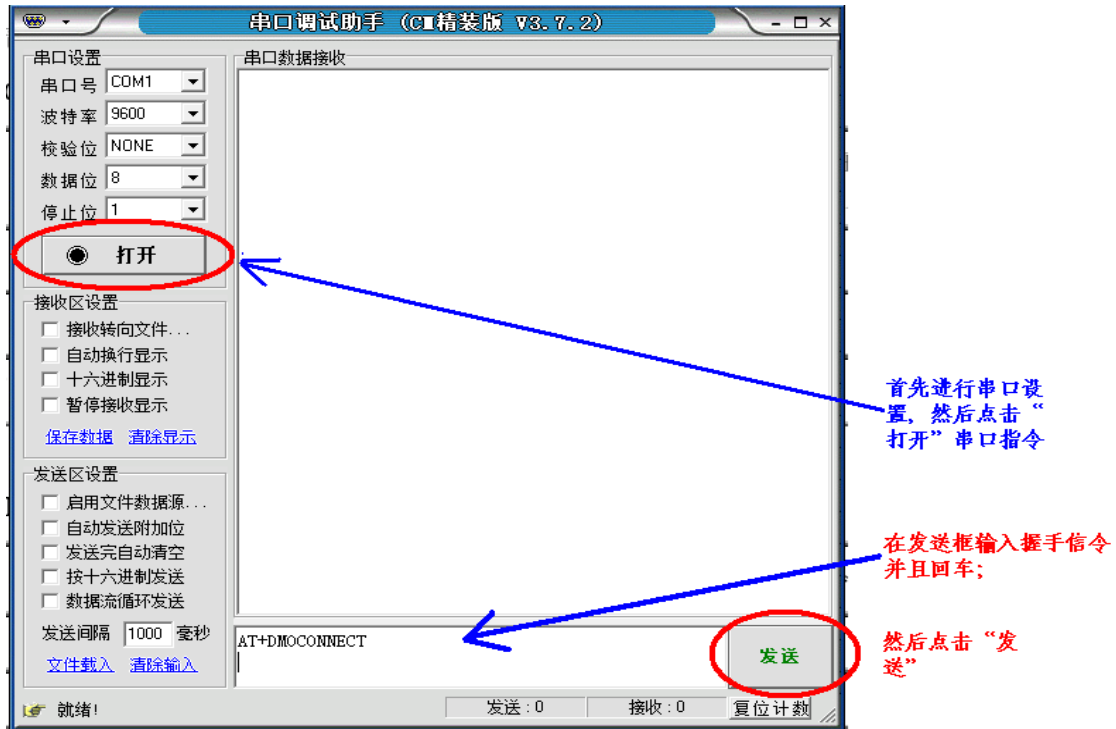 串口调试助手 (CM精装版 V3.7.2)
串口设置
串口号 COM1
波特率 9600
校验位 NONE
数据位 8
停止位 1
打开
接收区设置
接收转向文件...
自动换行显示
十六进制显示
暂停接收显示
保存数据 清除显示
发送区设置
启用文件数据源...
自动发送附加位
发送完自动清空
按十六进制发送
数据流循环发送
发送间隔 1000 毫秒
文件载入 清除输入
串口数据接收
AT+DMOCONNECT
发送
就绪!
发送:0
接收:0
复位计数
首先进行串口设
置，然后点击“
打开”串口指令
在发送框输入握手信令
并且回车;
然后点击“发
送”